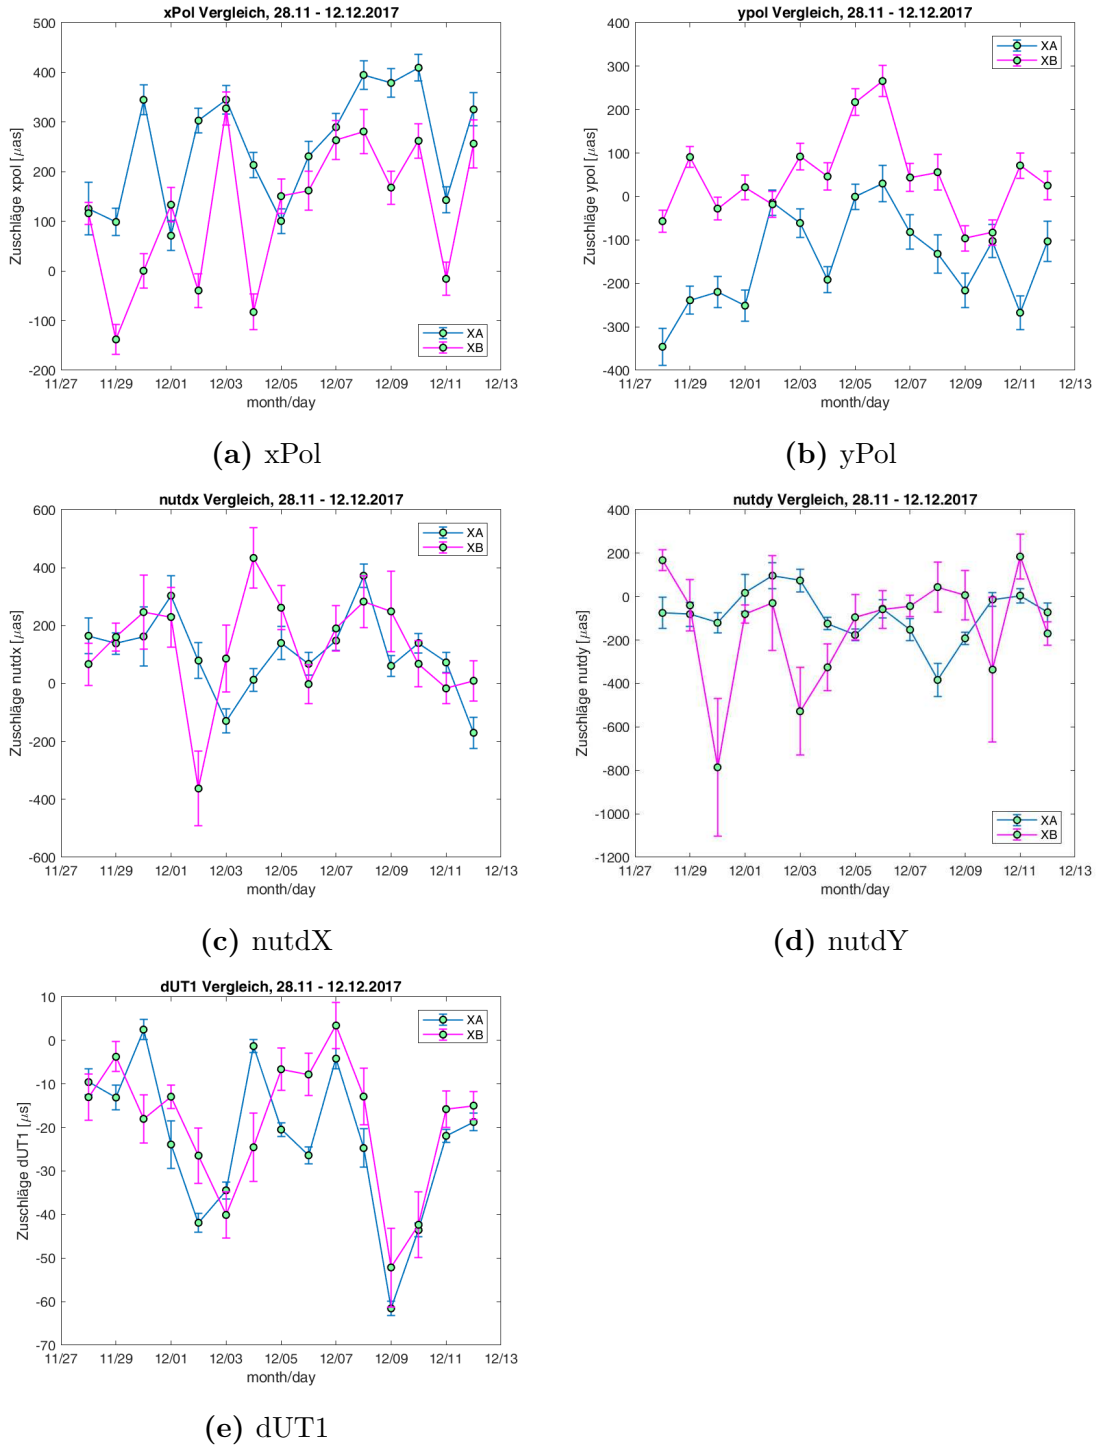 xPol Vergleich, 28.11 - 12.12.2017
Zuschläge xpol [μas]
500
400
300
200
100
0
-100
-200
XA
XB
11/27 11/29 12/01 12/03 12/05 12/07 12/09 12/11 12/13
month/day
(a) xPol
ypol Vergleich, 28.11 - 12.12.2017
Zuschläge ypol [μas]
400
300
200
100
0
-100
-200
-300
-400
XA
XB
11/27 11/29 12/01 12/03 12/05 12/07 12/09 12/11 12/13
month/day
(b) yPol
nutdx Vergleich, 28.11 - 12.12.2017
Zuschläge nutdx [μas]
600
400
200
0
-200
-400
-600
XA
XB
11/27 11/29 12/01 12/03 12/05 12/07 12/09 12/11 12/13
month/day
(c) nutdX
nutdy Vergleich, 28.11 - 12.12.2017
Zuschläge nutdy [μas]
400
200
0
-200
-400
-600
-800
-1000
-1200
XA
XB
11/27 11/29 12/01 12/03 12/05 12/07 12/09 12/11 12/13
month/day
(d) nutdY
dUT1 Vergleich, 28.11 - 12.12.2017
Zuschläge dUT1 [μs]
10
0
-10
-20
-30
-40
-50
-60
-70
XA
XB
11/27 11/29 12/01 12/03 12/05 12/07 12/09 12/11 12/13
month/day
(e) dUT1